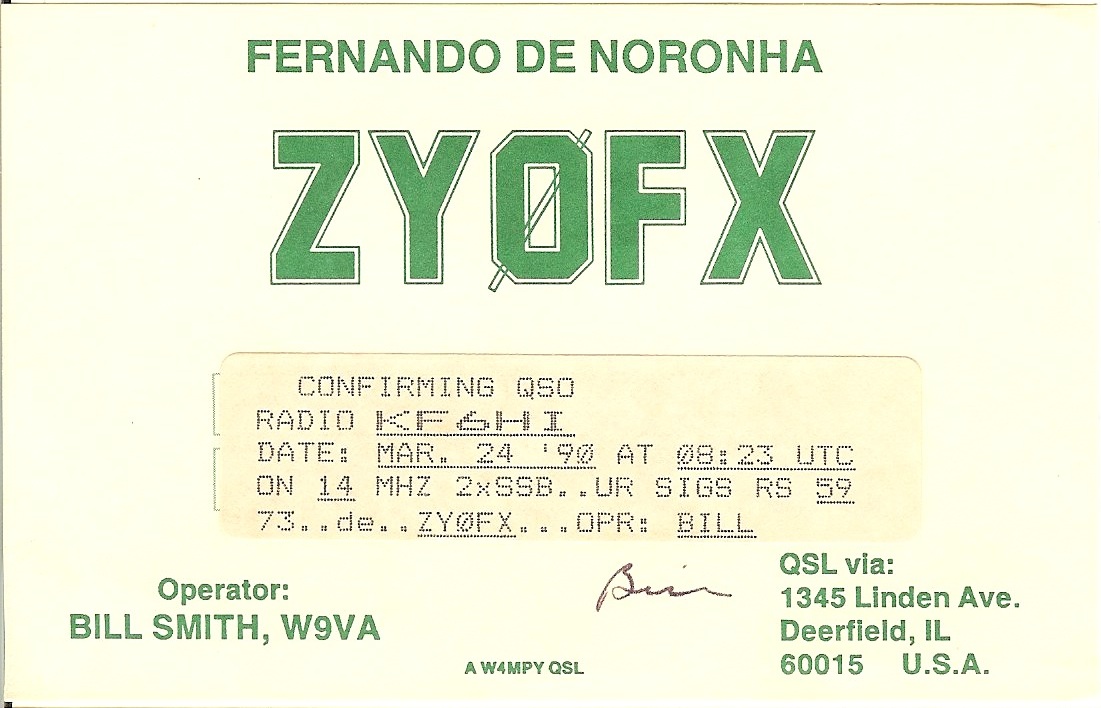 FERNANDO DE NORONHA
ZYØFX
CONFIRMING QSO
RADIO KF6HI
DATE: MAR. 24 '9Ø AT Ø8:23 UTC
ON 14 MHZ 2xSSB..UR SIGS RS 59
73..de..ZYØFX...OPR: BILL
Bill
Operator:
BILL SMITH, W9VA
QSL via:
1345 Linden Ave.
Deerfield, IL
60015 U.S.A.
A W4MPY QSL